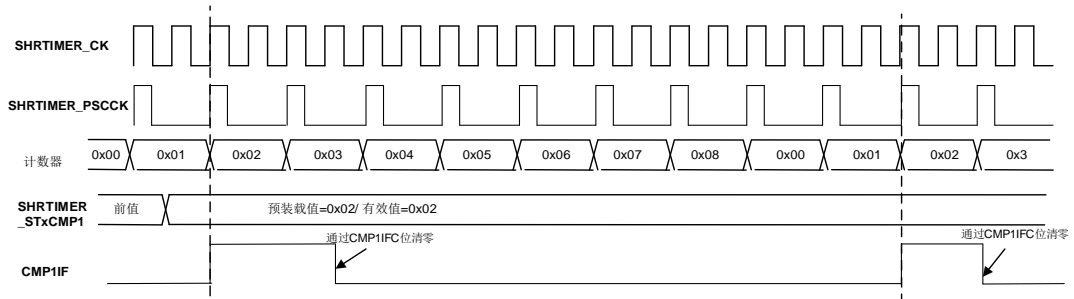 SHRTIMER_CK
SHRTIMER_PSCCK
计数器 0x00 0x01 0x02 0x03 0x04 0x05 0x06 0x07 0x08 0x00 0x01 0x02 0x3
SHRTIMER
_STxCMP1
前值 预装载值=0x02/ 有效值=0x02
通过CMP1IFC位清零 通过CMP1IFC位清零
CMP1IF